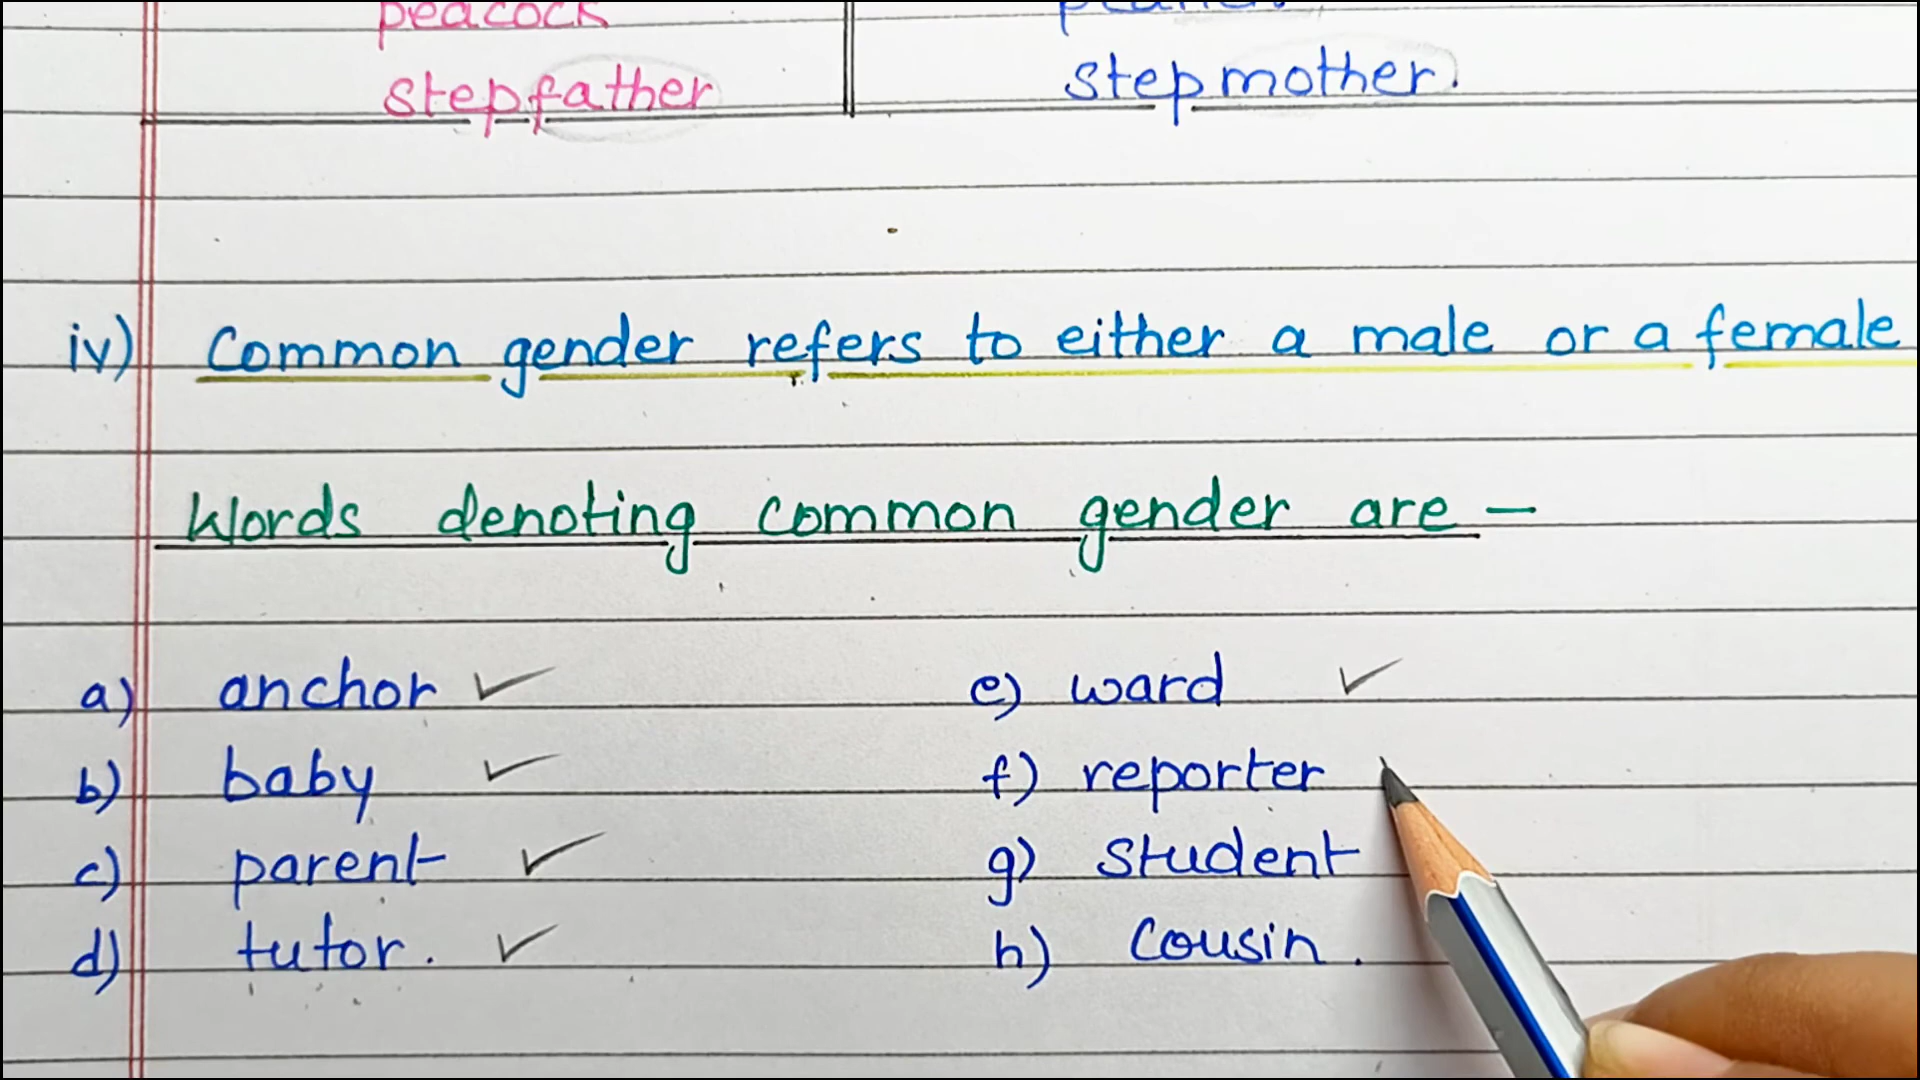 peacock
stepfather stepmother.
iv) Common gender refers to either a male or a female
Words denoting common gender are –
a) anchor ✓ e) ward ✓
b) baby ✓ f) reporter
c) parent ✓ g) student
d) tutor. ✓ h) cousin.